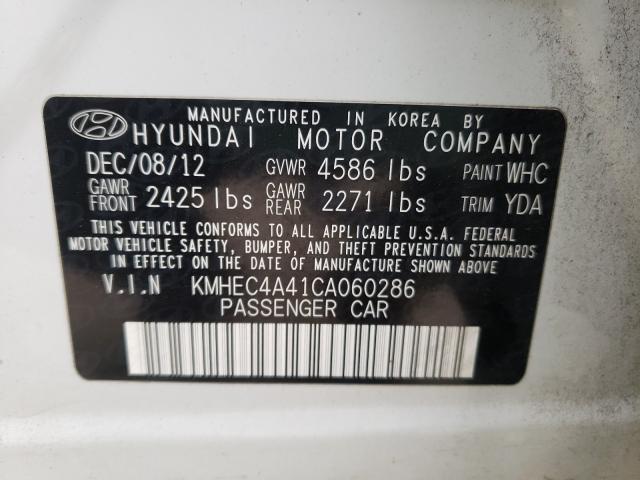 MANUFACTURED IN KOREA BY
HYUNDAI MOTOR COMPANY
DEC/08/12 GVWR 4586 lbs PAINT WHC
GAWR FRONT 2425 lbs GAWR REAR 2271 lbs TRIM YDA
THIS VEHICLE CONFORMS TO ALL APPLICABLE U.S.A. FEDERAL
MOTOR VEHICLE SAFETY, BUMPER, AND THEFT PREVENTION STANDARDS
IN EFFECT ON THE DATE OF MANUFACTURE SHOWN ABOVE
V.I.N KMHEC4A41CA060286
PASSENGER CAR